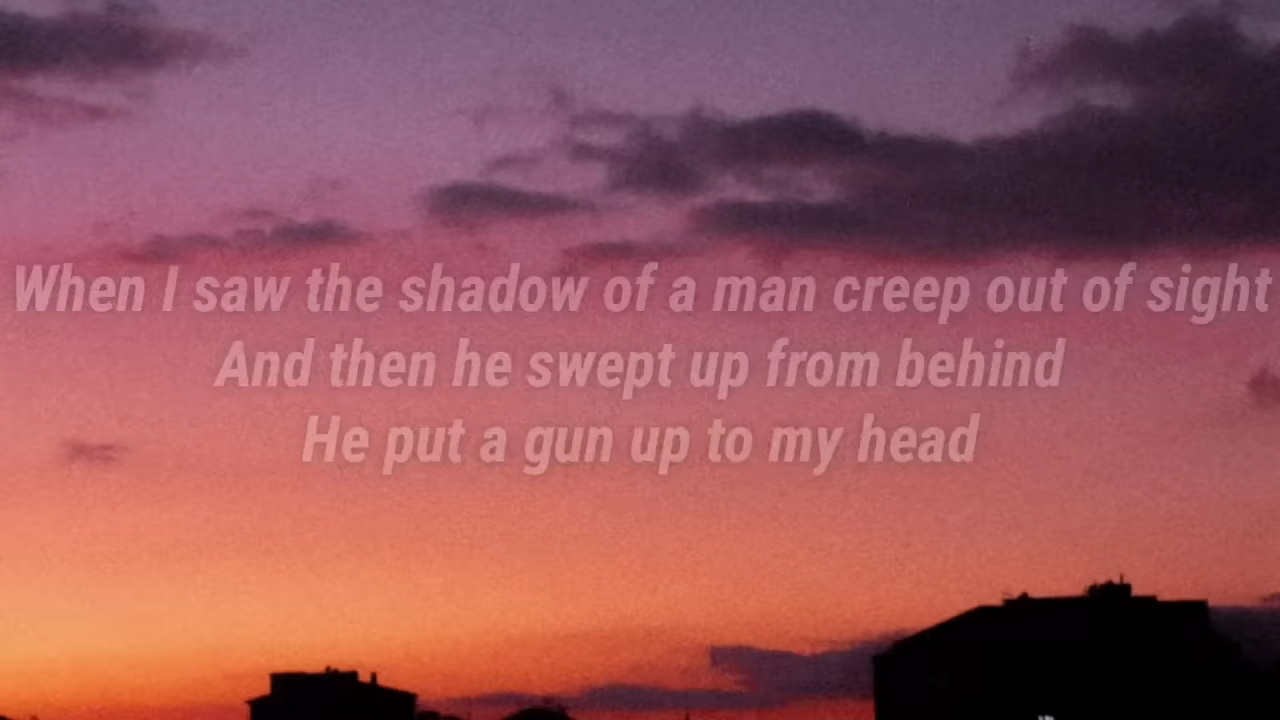 When I saw the shadow of a man creep out of sight
And then he swept up from behind
He put a gun up to my head